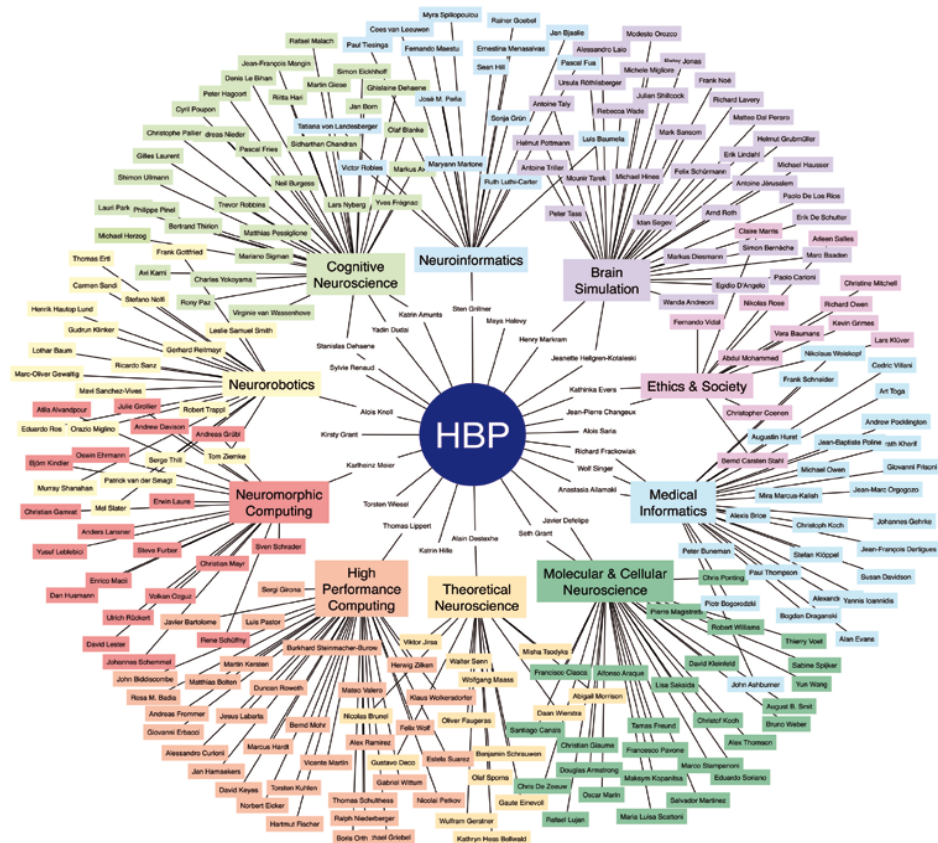 Myra Spiliopoulou
Rainer Goebel
Cees van Leeuwen
Jan Bjaalie
Modesto Orozco
Rafael Malach
Paul Tiesinga
Fernando Maestu
Ernestina Menasalvas
Alessandro Laio
Jean-François Mangin
Sean Hill
Pascal Fua
Jonas
Denis Le Bihan
Simon Eickhoff
Michele Migliore
Martin Giese
Ghislaine Dehaene
Ursula Röthlisberger
Frank Noé
Peter Hagoort
Riitta Hari
José M. Peña
Julian Shillcock
Cyril Poupon
Jan Born
Antoine Taly
Rebecca Wade
Richard Lavery
Tatiana von Landesberger
Sonja Grün
Matteo Dal Peraro
Christophe Pallier
dreas Nieder
Olaf Blanke
Luis Baumela
Mark Sansom
Sidharthan Chandran
Helmut Pottmann
Helmut Grubmüller
Pascal Fries
Maryann Martone
Erik Lindahl
Gilles Laurent
Victor Robles
Markus
Antoine Triller
Mounir Tarek
Felix Schürmann
Michael Hausser
Shimon Ullmann
Neil Burgess
Ruth Luthi-Carter
Michael Hines
Antoine Jérusalem
Trevor Robbins
Paolo De Los Rios
Lauri Park
Philippe Pinel
Lars Nyberg
Yves Frégnac
Peter Tass
Arnd Roth
Erik De Schutter
Bertrand Thirion
Matthias Pessiglione
Idan Segev
Claire Marris
Michael Herzog
Mariano Sigman
Markus Diesmann
Simon Bernèche
Arleen Salles
Frank Gottfried
Cognitive
Neuroscience
Neuroinformatics
Brain
Simulation
Marc Baaden
Thomas Ertl
Avi Karni
Charles Yokoyama
Egidio D'Angelo
Paolo Carloni
Carmen Sandi
Rony Paz
Christine Mitchell
Stefano Nolfi
Wanda Andreoni
Nikolas Rose
Richard Owen
Henrik Hautop Lund
Virginie van Wassenhove
Katrin Amunts
Sten Grillner
Fernando Vidal
Kevin Grimes
Gudrun Klinker
Leslie Samuel Smith
Yadin Dudai
Maya Halevy
Vera Baumans
Lars Klüver
Lothar Baum
Gerhard Reitmayr
Stanislas Dehaene
Henry Markram
Abdul Mohammed
Nikolaus Weiskopf
Ricardo Sanz
Sylvie Renaud
Jeanette Hellgren-Kotaleski
Cedric Villani
Marc-Oliver Gewaltig
Neurorobotics
Frank Schneider
Mavi Sanchez-Vives
Kathinka Evers
Ethics & Society
Art Toga
Atila Alvandpour
Julie Grollier
Robert Trappl
Alois Knoll
Jean-Pierre Changeux
Christopher Coenen
Andrew Pocklington
Eduardo Ros
Andrew Davison
Andreas Grübl
Kirsty Grant
HBP
Alois Saria
Augustin Huret
Jean-Baptiste Poline
rath Kherif
Orazio Miglino
Richard Frackowiak
Oswin Ehrmann
Serge Thill
Tom Ziemke
Karlheinz Meier
Wolf Singer
Bernd Carsten Stahl
Michael Owen
Giovanni Frisoni
Björn Kindler
Patrick van der Smagt
Anastasia Ailamaki
Murray Shanahan
Mel Slater
Neuromorphic
Computing
Medical
Informatics
Mira Marcus-Kalish
Jean-Marc Orgogozo
Christian Gamrat
Erwin Laure
Torsten Wiesel
Alexis Brice
Johannes Gehrke
Anders Lansner
Thomas Lippert
Javier Defelipe
Christoph Koch
Yusuf Leblebici
Steve Furber
Sven Schrader
Alain Destexhe
Seth Grant
Jean-François Dartigues
Katrin Hille
Peter Buneman
Stefan Klöppel
Enrico Macii
Christian Mayr
High
Performance
Computing
Theoretical
Neuroscience
Molecular & Cellular
Neuroscience
Paul Thompson
Susan Davidson
Dan Husmann
Volkan Ozguz
Sergi Girona
Chris Ponting
Alexand
Yannis Ioannidis
Ulrich Rückert
Piotr Bogorodzki
Bogdan Draganski
David Lester
Javier Bartolome
Luis Pastor
Pierre Magistretti
Robert Williams
Alan Evans
Johannes Schemmel
Rene Schüffny
Burkhard Steinmacher-Burow
Viktor Jirsa
Misha Tsodyks
Thierry Voet
John Biddiscombe
Martin Kersten
Herwig Zilken
Walter Senn
Francisco Clasca
Alfonso Araque
David Kleinfeld
Sabine Spijker
Rosa M. Badia
Matthias Bolten
Duncan Roweth
Mateo Valero
Wolfgang Maass
Lisa Saksida
John Ashburner
Yun Wang
Andreas Frommer
Klaus Wolkersdorfer
Abigail Morrison
August B. Smit
Giovanni Erbacci
Jesus Labarta
Nicolas Brunel
Daan Wierstra
Tamas Freund
Christof Koch
Bruno Weber
Bernd Mohr
Felix Wolf
Oliver Faugeras
Santiago Canals
Alessandro Curioni
Marcus Hardt
Alex Ramirez
Christian Giaume
Francesco Pavone
Alex Thomson
Jan Hamaekers
Vicente Martin
Gustavo Deco
Estela Suarez
Benjamin Schrauwen
Douglas Armstrong
Marco Stampanoni
David Keyes
Torsten Kuhlen
Gabriel Wittum
Olaf Sporns
Chris De Zeeuw
Maksym Kopanitsa
Eduardo Soriano
Norbert Eicker
Thomas Schulthess
Nicolai Petkov
Gaute Einevoll
Oscar Marín
Salvador Martinez
Hartmut Fischer
Ralph Niederberger
Wulfram Gerstner
Rafael Lujan
Maria Luisa Scattoni
Boris Orth
hael Griebel
Kathryn Hess Bellwald